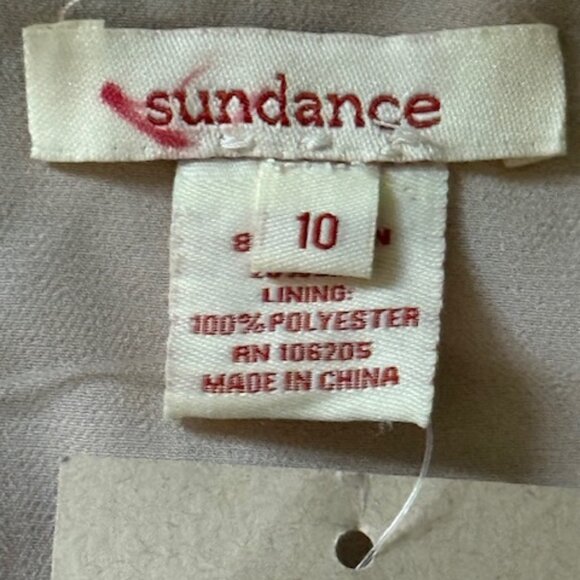 sundance
10
LINING:
100% POLYESTER
RN 106205
MADE IN CHINA